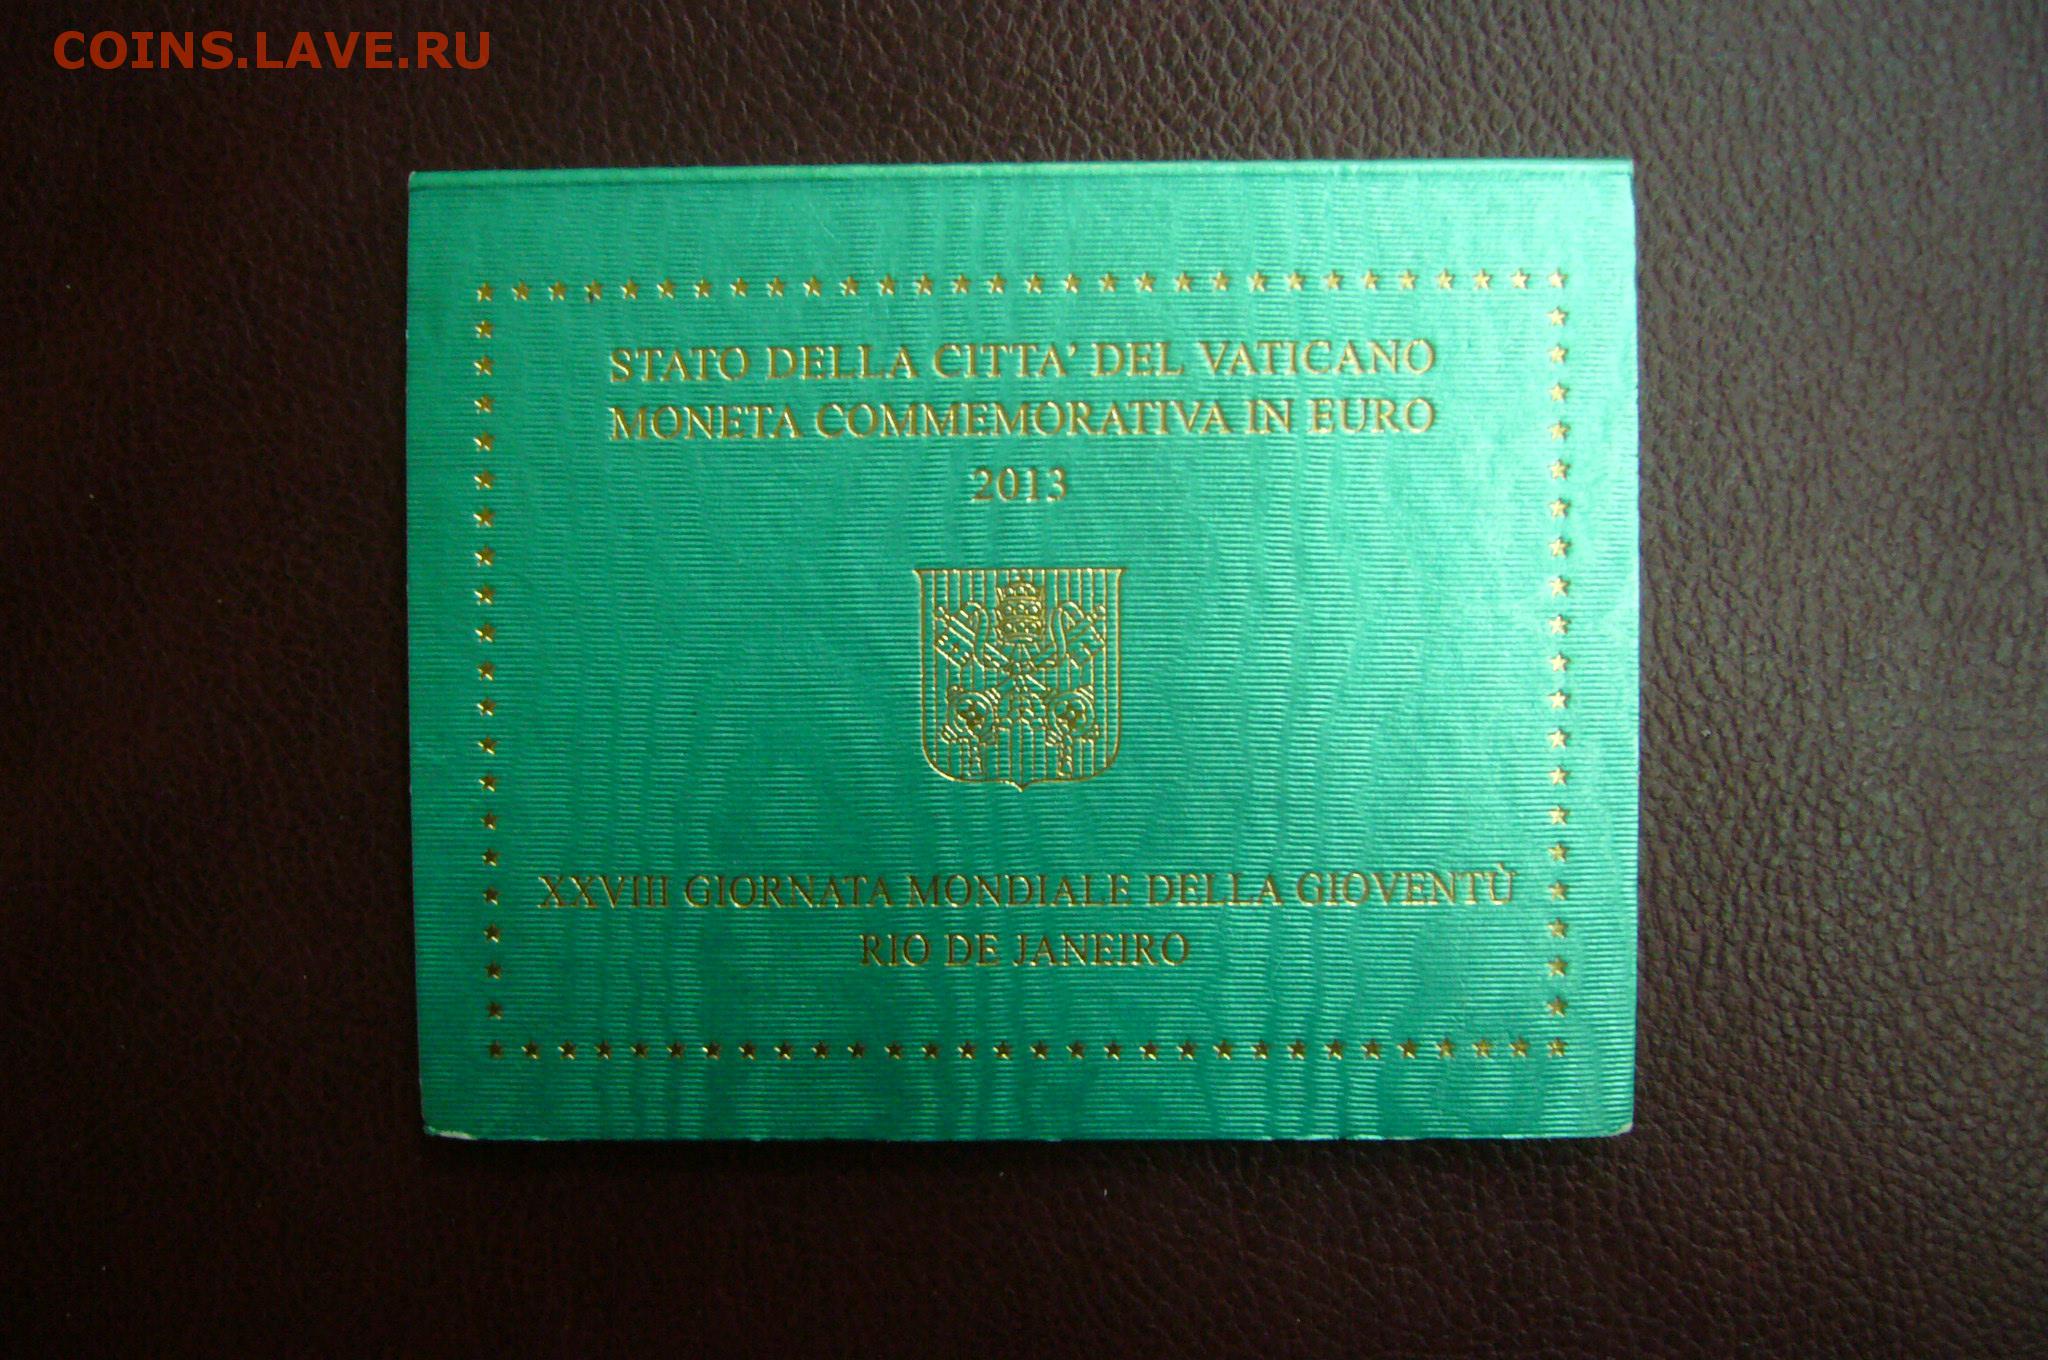 COINS.LAVE.RU
STATO DELLA CITTA' DEL VATICANO
MONETA COMMEMORATIVA IN EURO
2013
XXVIII GIORNATA MONDIALE DELLA GIOVENTÙ
RIO DE JANEIRO